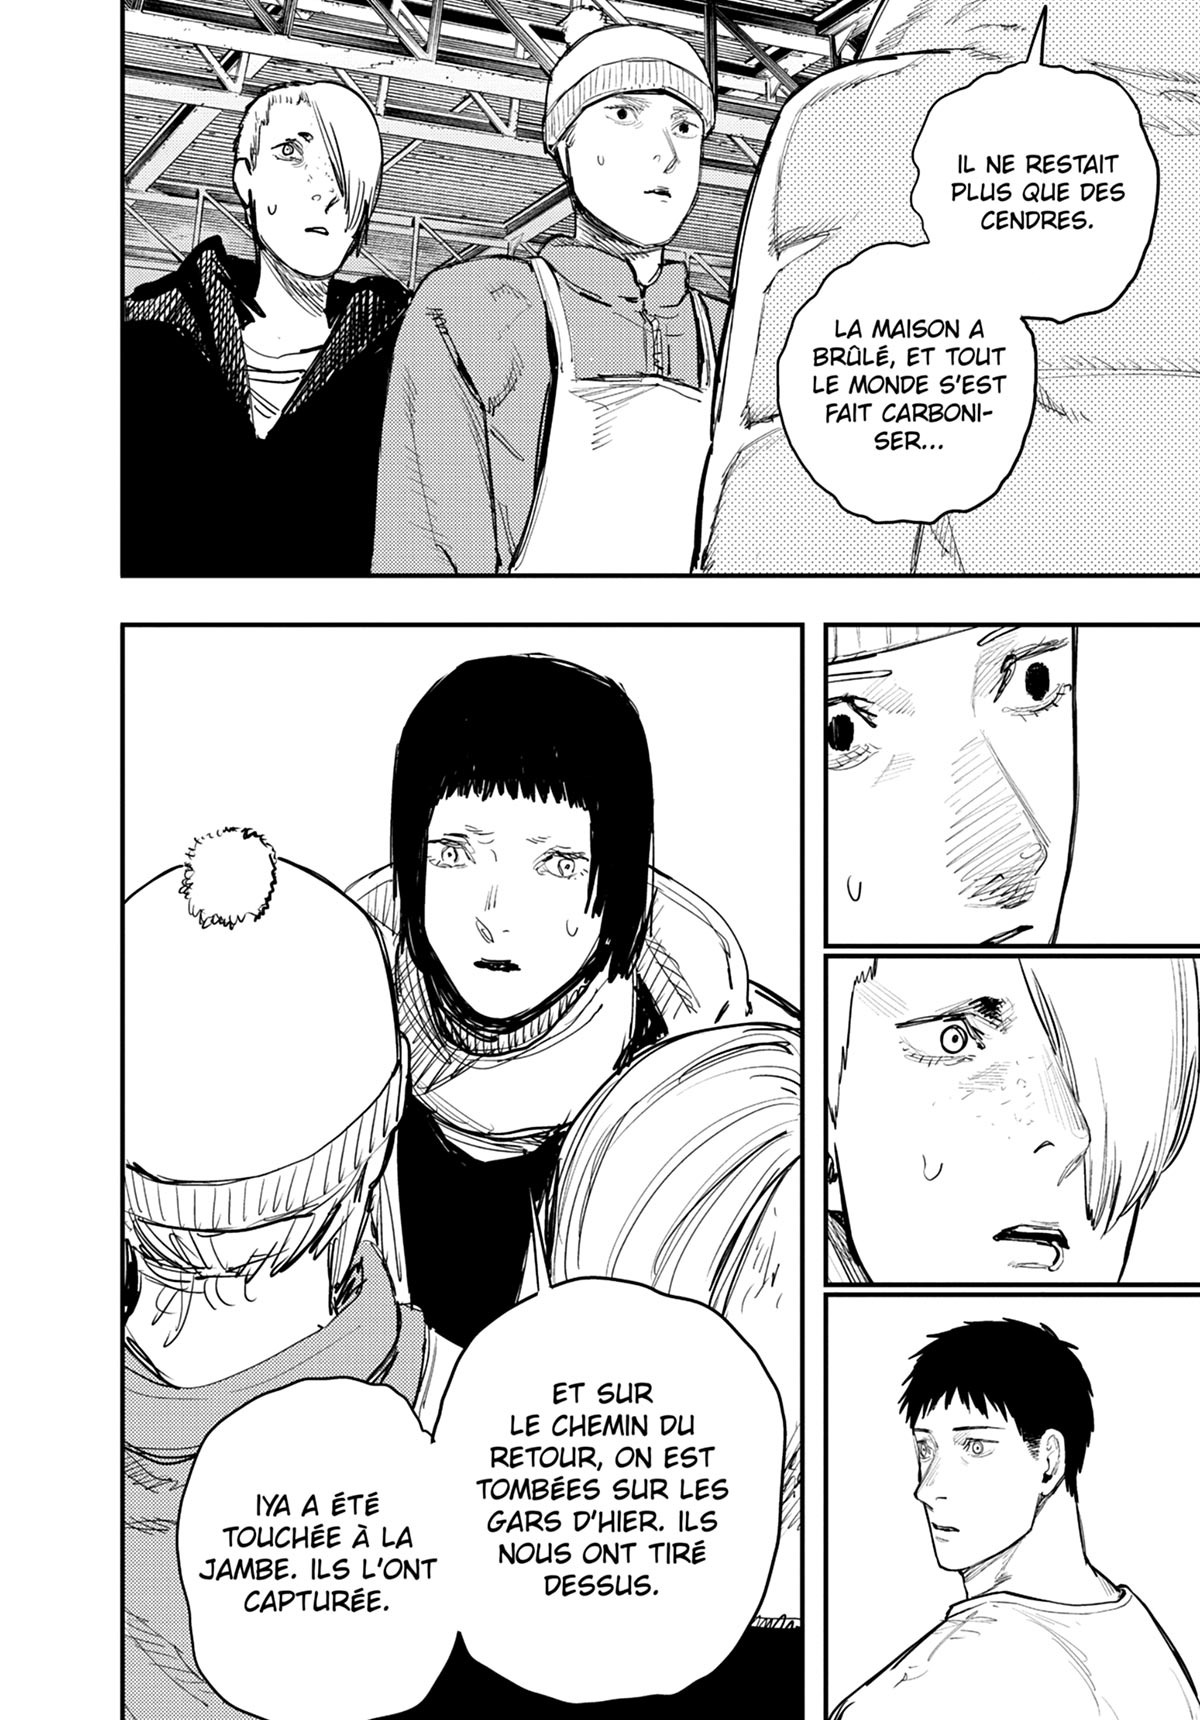 IL NE RESTAIT
PLUS QUE DES
CENDRES.
LA MAISON A
BRÛLÉ, ET TOUT
LE MONDE S'EST
FAIT CARBONI-
SER...
ET SUR
LE CHEMIN DU
RETOUR, ON EST
TOMBÉES SUR LES
GARS D'HIER. ILS
NOUS ONT TIRÉ
DESSUS.
IYA A ÉTÉ
TOUCHÉE À LA
JAMBE. ILS L'ONT
CAPTURÉE.